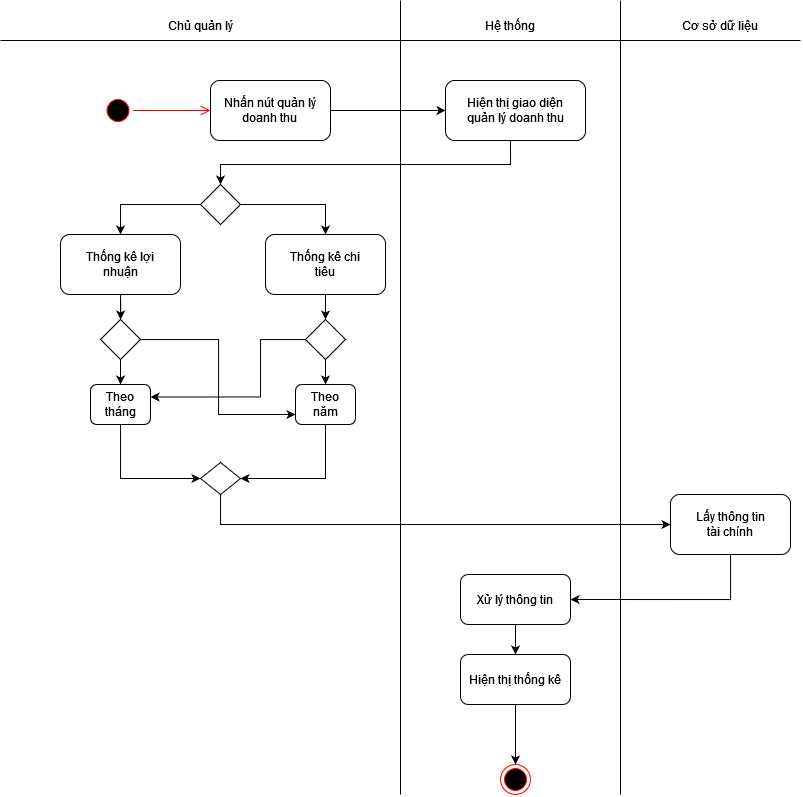 Chủ quản lý
Hệ thống
Cơ sở dữ liệu
Nhấn nút quản lý
doanh thu
Hiện thị giao diện
quản lý doanh thu
Thống kê lợi
nhuận
Thống kê chi
tiêu
Theo
tháng
Theo
năm
Lấy thông tin
tài chính
Xử lý thông tin
Hiện thị thống kê